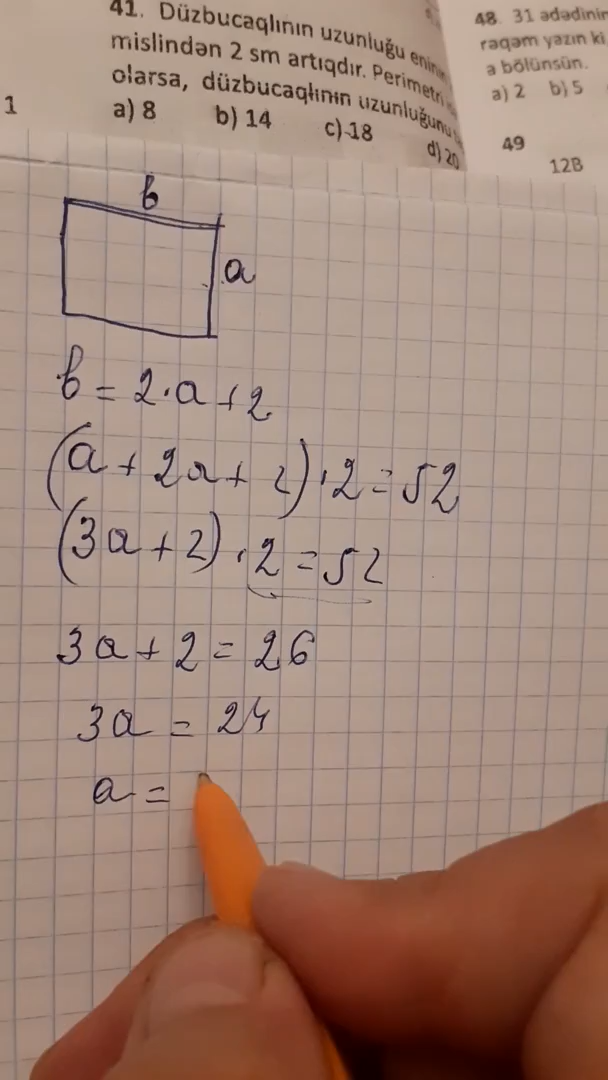 41. Düzbucaqlının uzunluğu eninin
mislindən 2 sm artıqdır. Perimetri
olarsa, düzbucaqlının uzunluğunu
a) 8 b) 14 c) 18 d) 20
48. 31 ədədinin
rəqəm yazın ki
a bölünsün.
a) 2 b) 5
49
12B
1
b
a
b = 2·a + 2
(a + 2a + 2)·2 = 52
(3a + 2)·2 = 52
3a + 2 = 26
3a = 24
a =